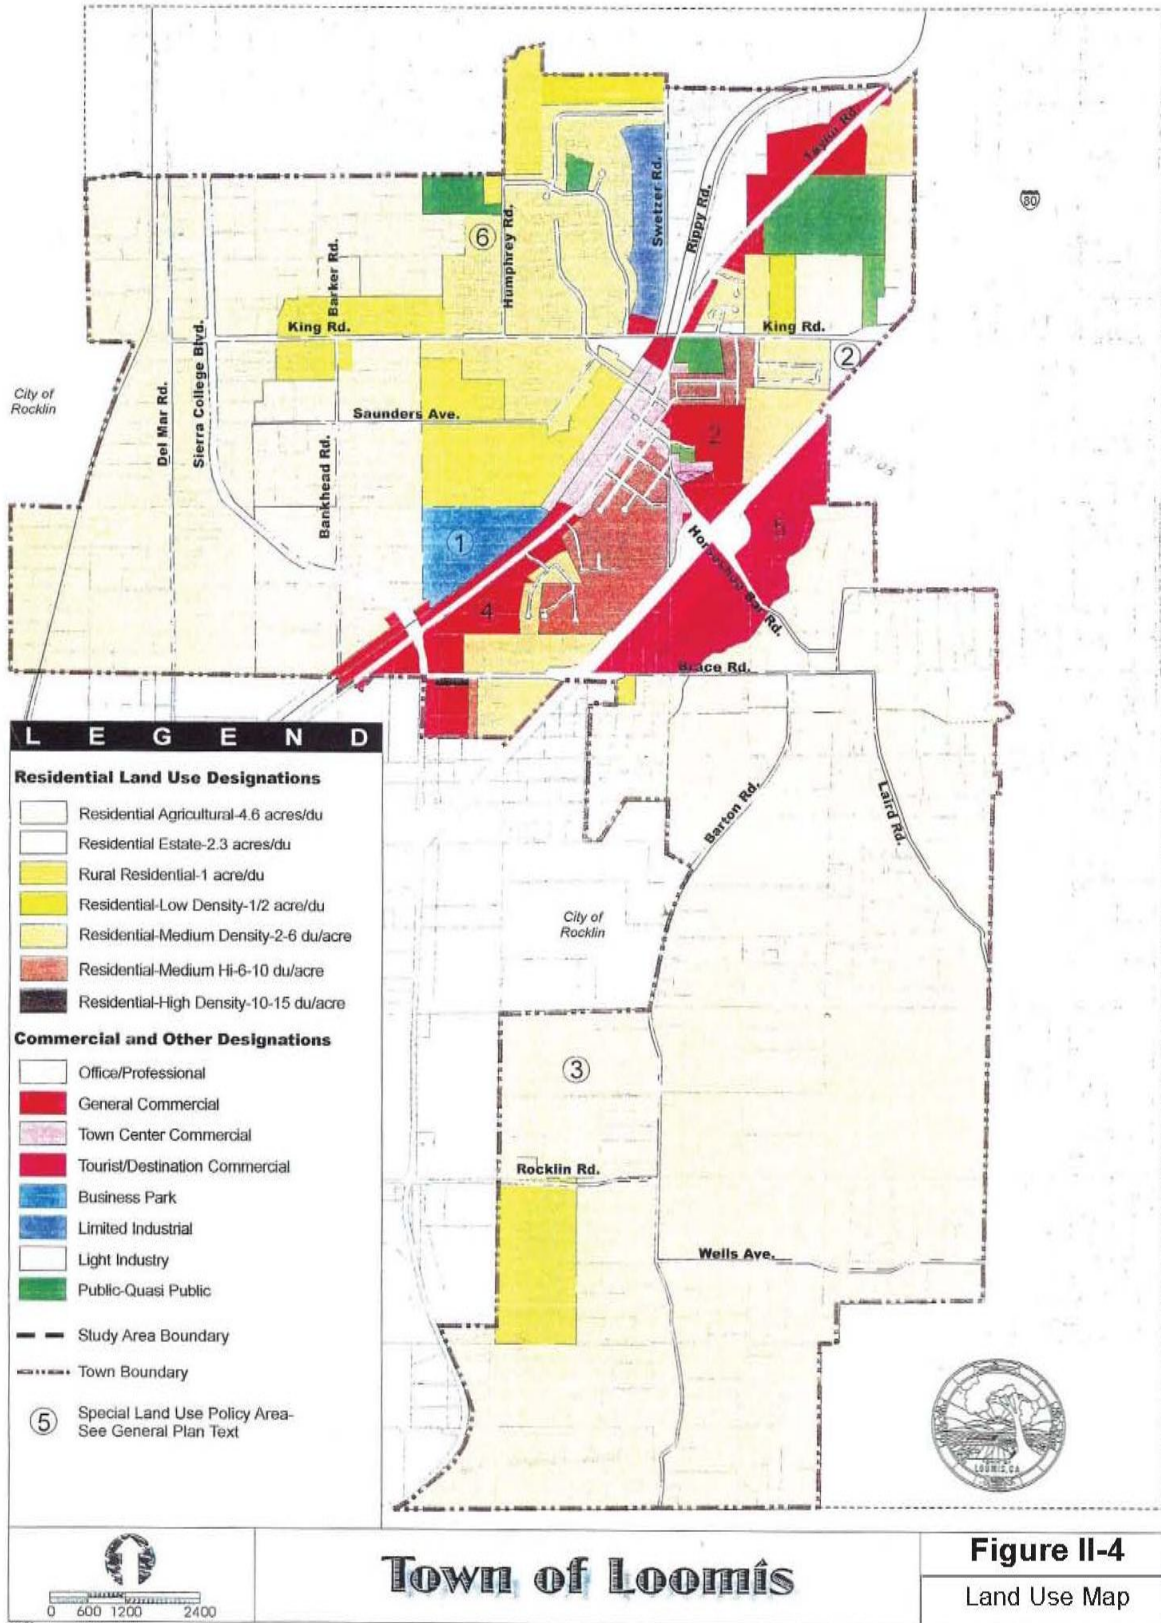 Taylor Rd.
80
Swetzer Rd.
Rippy Rd.
Humphrey Rd.
6
Barker Rd.
King Rd.
King Rd.
2
City of
Rocklin
Del Mar Rd.
Sierra College Blvd.
Saunders Ave.
2
Bankhead Rd.
1
5
Horseshoe Bar Rd.
4
Brace Rd.
LEGEND
Residential Land Use Designations
Residential Agricultural-4.6 acres/du
Residential Estate-2.3 acres/du
Rural Residential-1 acre/du
Residential-Low Density-1/2 acre/du
Residential-Medium Density-2-6 du/acre
Residential-Medium Hi-6-10 du/acre
Residential-High Density-10-15 du/acre
Commercial and Other Designations
Office/Professional
General Commercial
Town Center Commercial
Tourist/Destination Commercial
Business Park
Limited Industrial
Light Industry
Public-Quasi Public
Study Area Boundary
Town Boundary
5
Special Land Use Policy Area-
See General Plan Text
Barton Rd.
Laird Rd.
City of
Rocklin
3
Rocklin Rd.
Wells Ave.
LOOMIS, CA
0 600 1200 2400
Town of Loomis
Figure II-4
Land Use Map